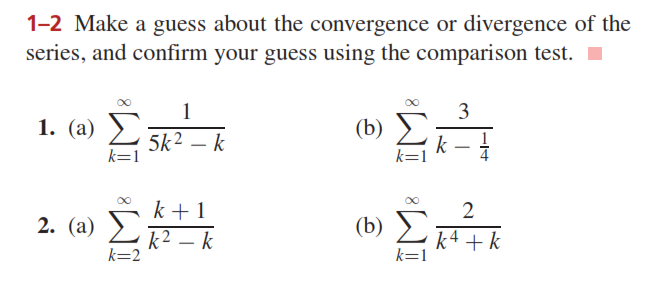 1–2 Make a guess about the convergence or divergence of the
series, and confirm your guess using the comparison test.
1. (a) ∞∑k=1 1/(5k² − k) (b) ∞∑k=1 3/(k − 1/4)
2. (a) ∞∑k=2 (k + 1)/(k² − k) (b) ∞∑k=1 2/(k⁴ + k)